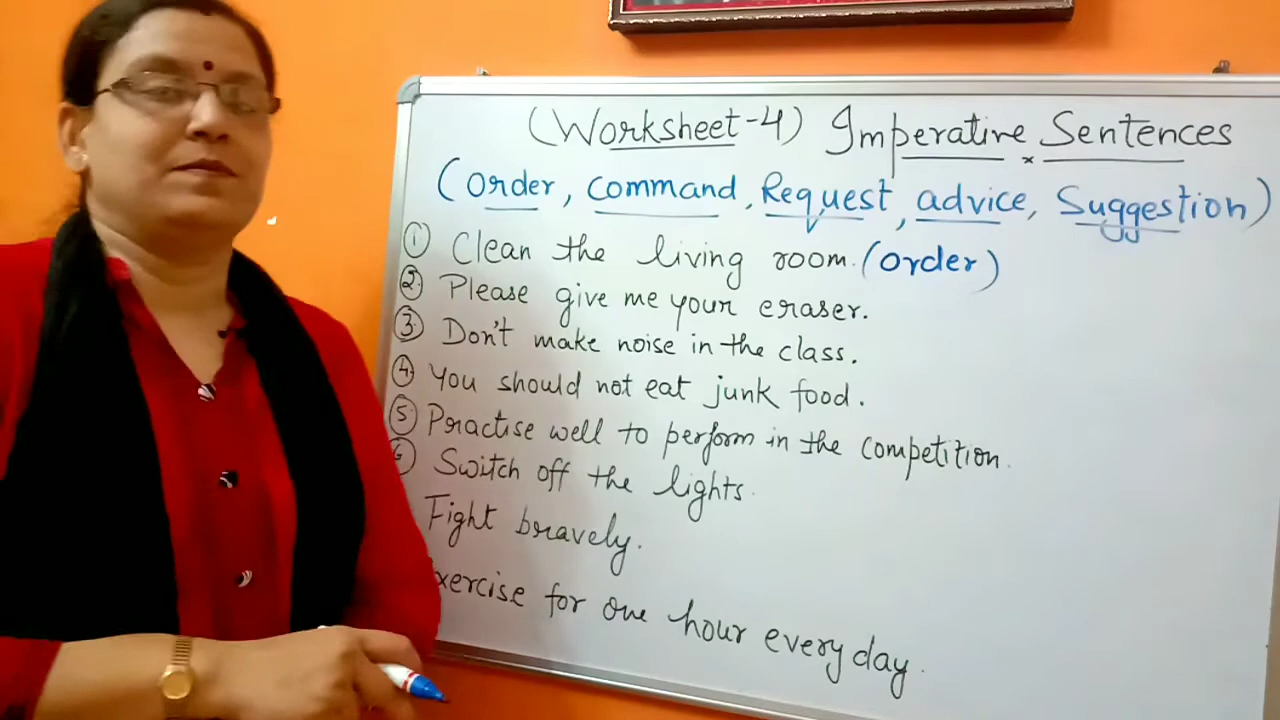 (Worksheet-4) Imperative Sentences
(Order, Command, Request, advice, Suggestion)
① Clean the living room. (Order)
② Please give me your eraser.
③ Don't make noise in the class.
④ You should not eat junk food.
⑤ Practise well to perform in the competition.
⑥ Switch off the lights.
Fight bravely.
xercise for one hour everyday.